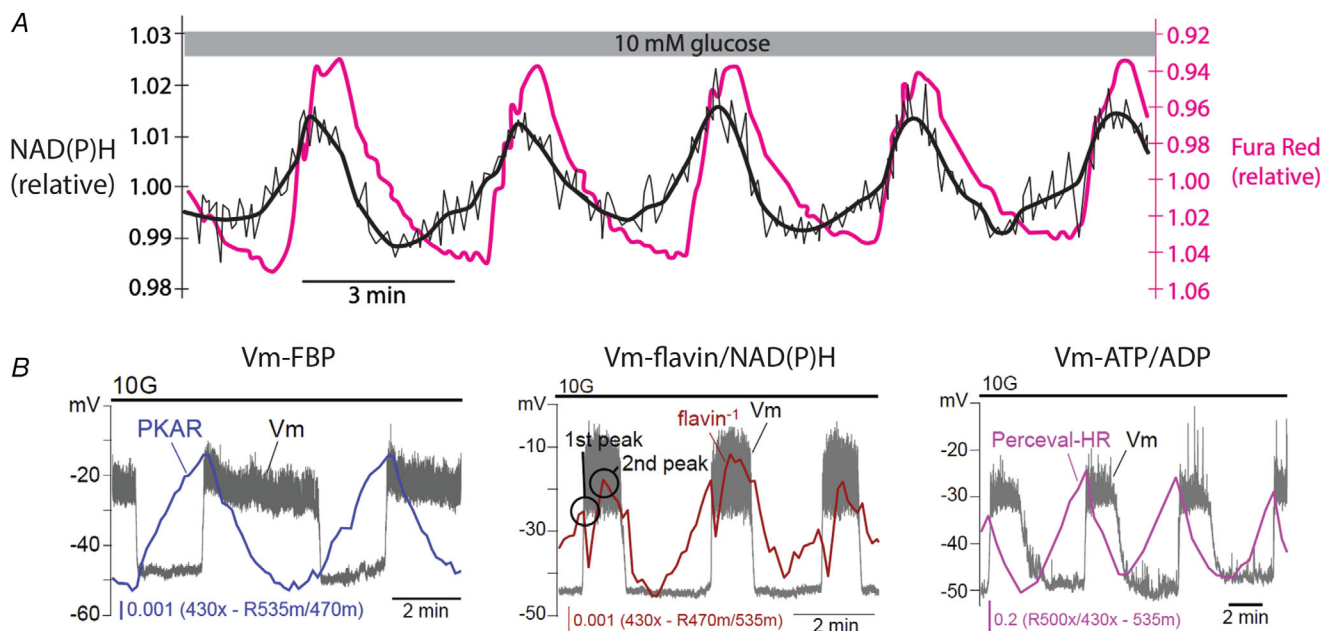 A
1.03
1.02
1.01
1.00
0.99
0.98
NAD(P)H
(relative)
10 mM glucose
3 min
0.92
0.94
0.96
0.98
1.00
1.02
1.04
1.06
Fura Red
(relative)
B
Vm-FBP
10G
mV
-20
-40
-60
PKAR
Vm
0.001 (430x - R535m/470m)
2 min
Vm-flavin/NAD(P)H
10G
mV
-10
-30
-50
1st peak
2nd peak
flavin⁻¹
Vm
0.001 (430x - R470m/535m)
2 min
Vm-ATP/ADP
10G
mV
-10
-20
-30
-40
-50
Perceval-HR
Vm
0.2 (R500x/430x - 535m)
2 min